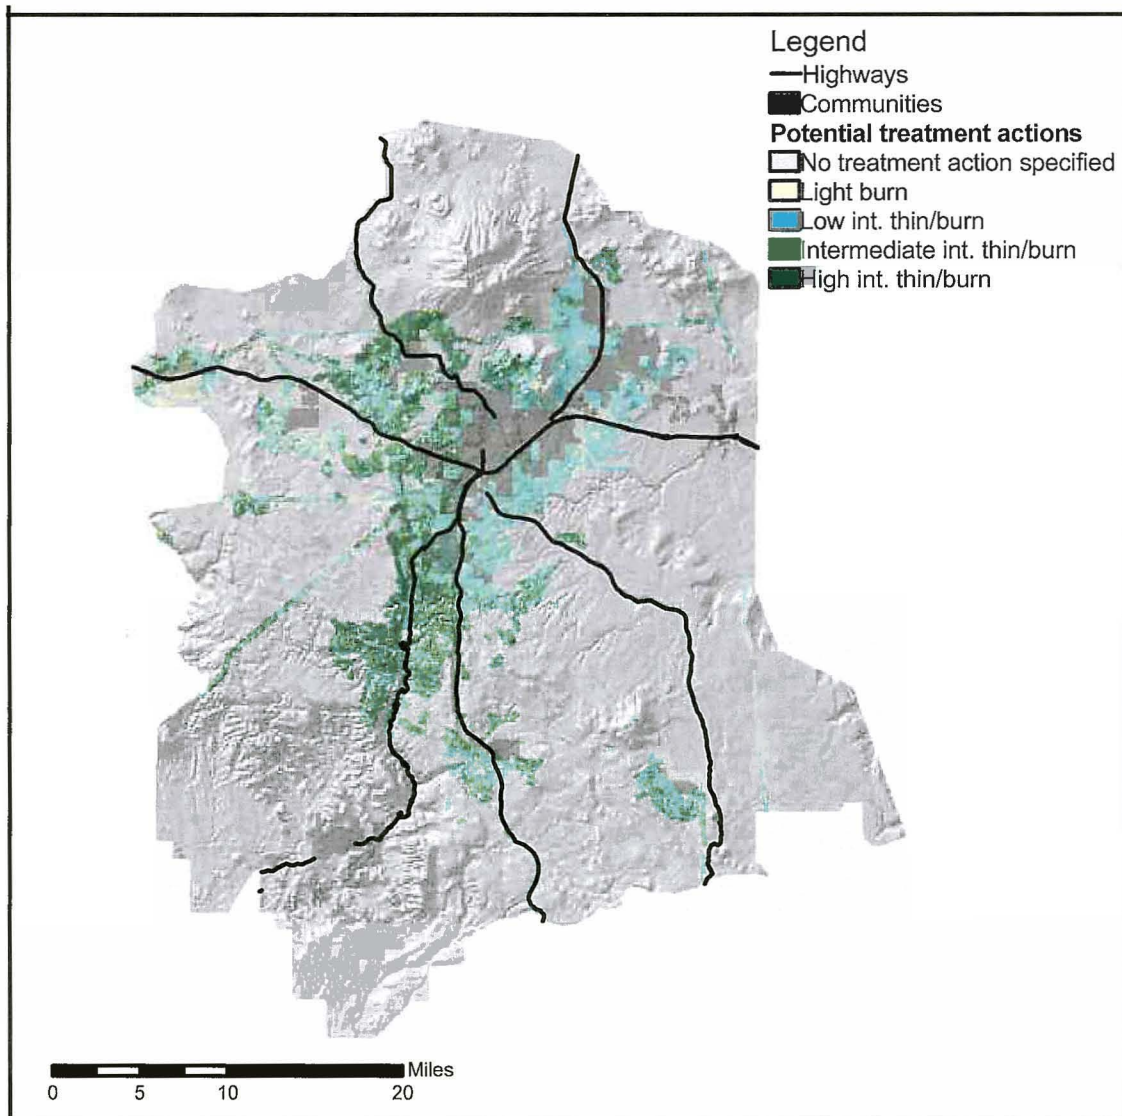 Legend
Highways
Communities
Potential treatment actions
No treatment action specified
Light burn
Low int. thin/burn
Intermediate int. thin/burn
High int. thin/burn
Miles
0 5 10 20